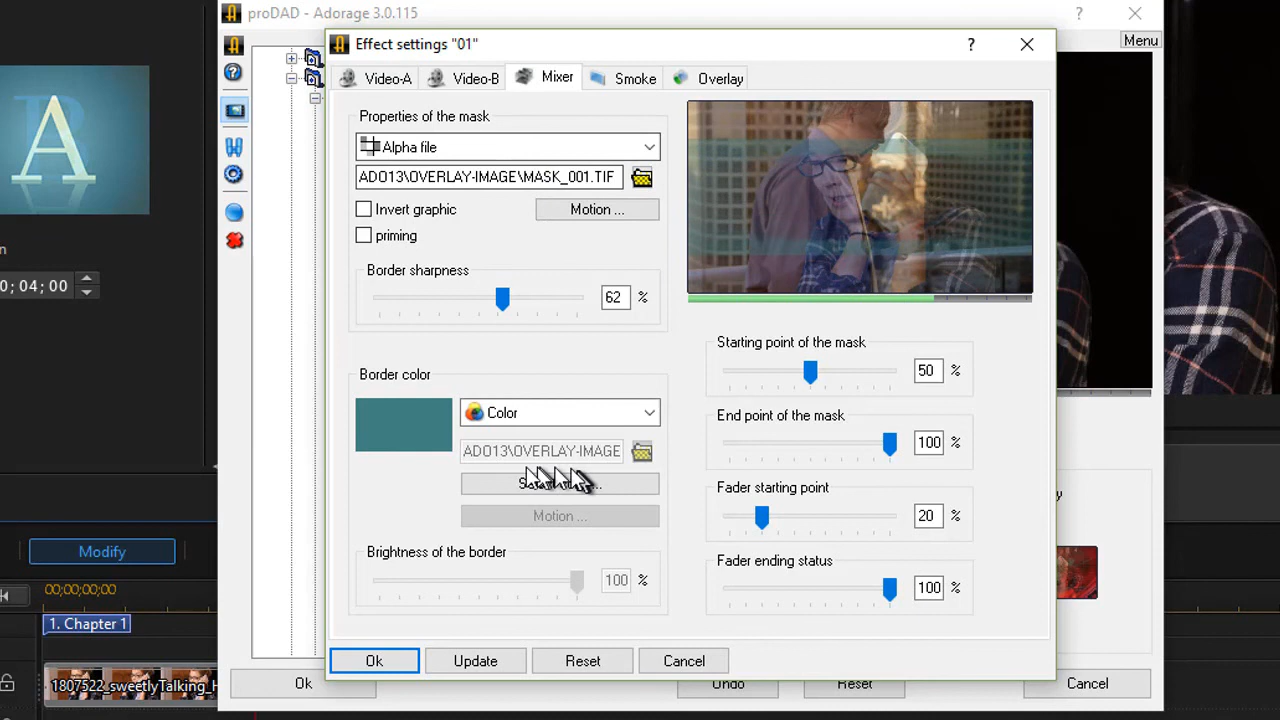 proDAD - Adorage 3.0.115
?
Menu
Effect settings "01"
?
Video-A
Video-B
Mixer
Smoke
Overlay
Properties of the mask
Alpha file
ADO13\OVERLAY-IMAGE\MASK_001.TIF
Invert graphic
Motion ...
priming
Border sharpness
62 %
Border color
Color
ADO13\OVERLAY-IMAGE
Motion ...
Brightness of the border
100 %
Starting point of the mask
50 %
End point of the mask
100 %
Fader starting point
20 %
Fader ending status
100 %
Ok
Update
Reset
Cancel
Ok
Undo
Reset
Cancel
A
n
0; 04; 00
Modify
00;00;00;00
1. Chapter 1
1807522_sweetlyTalking_H
y